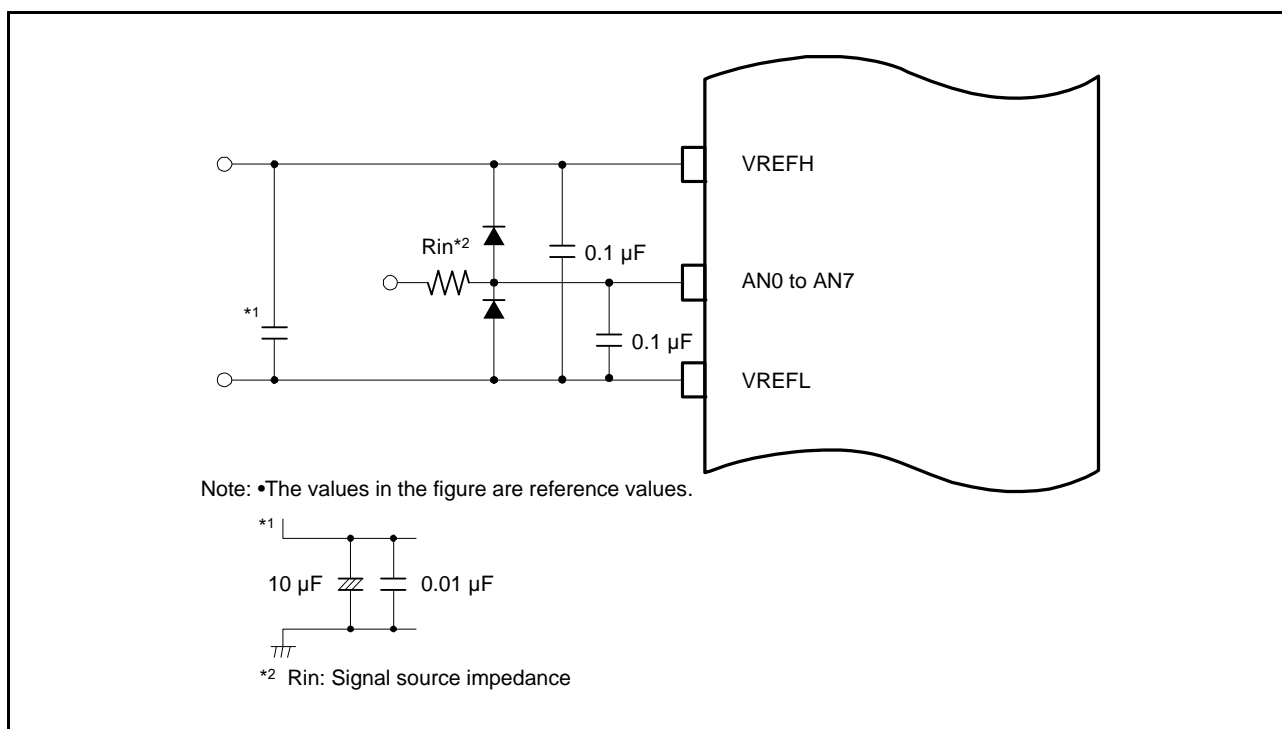 VREFH
Rin*2
0.1 µF
AN0 to AN7
*1
0.1 µF
VREFL
Note: •The values in the figure are reference values.
*1
10 µF
0.01 µF
*2 Rin: Signal source impedance